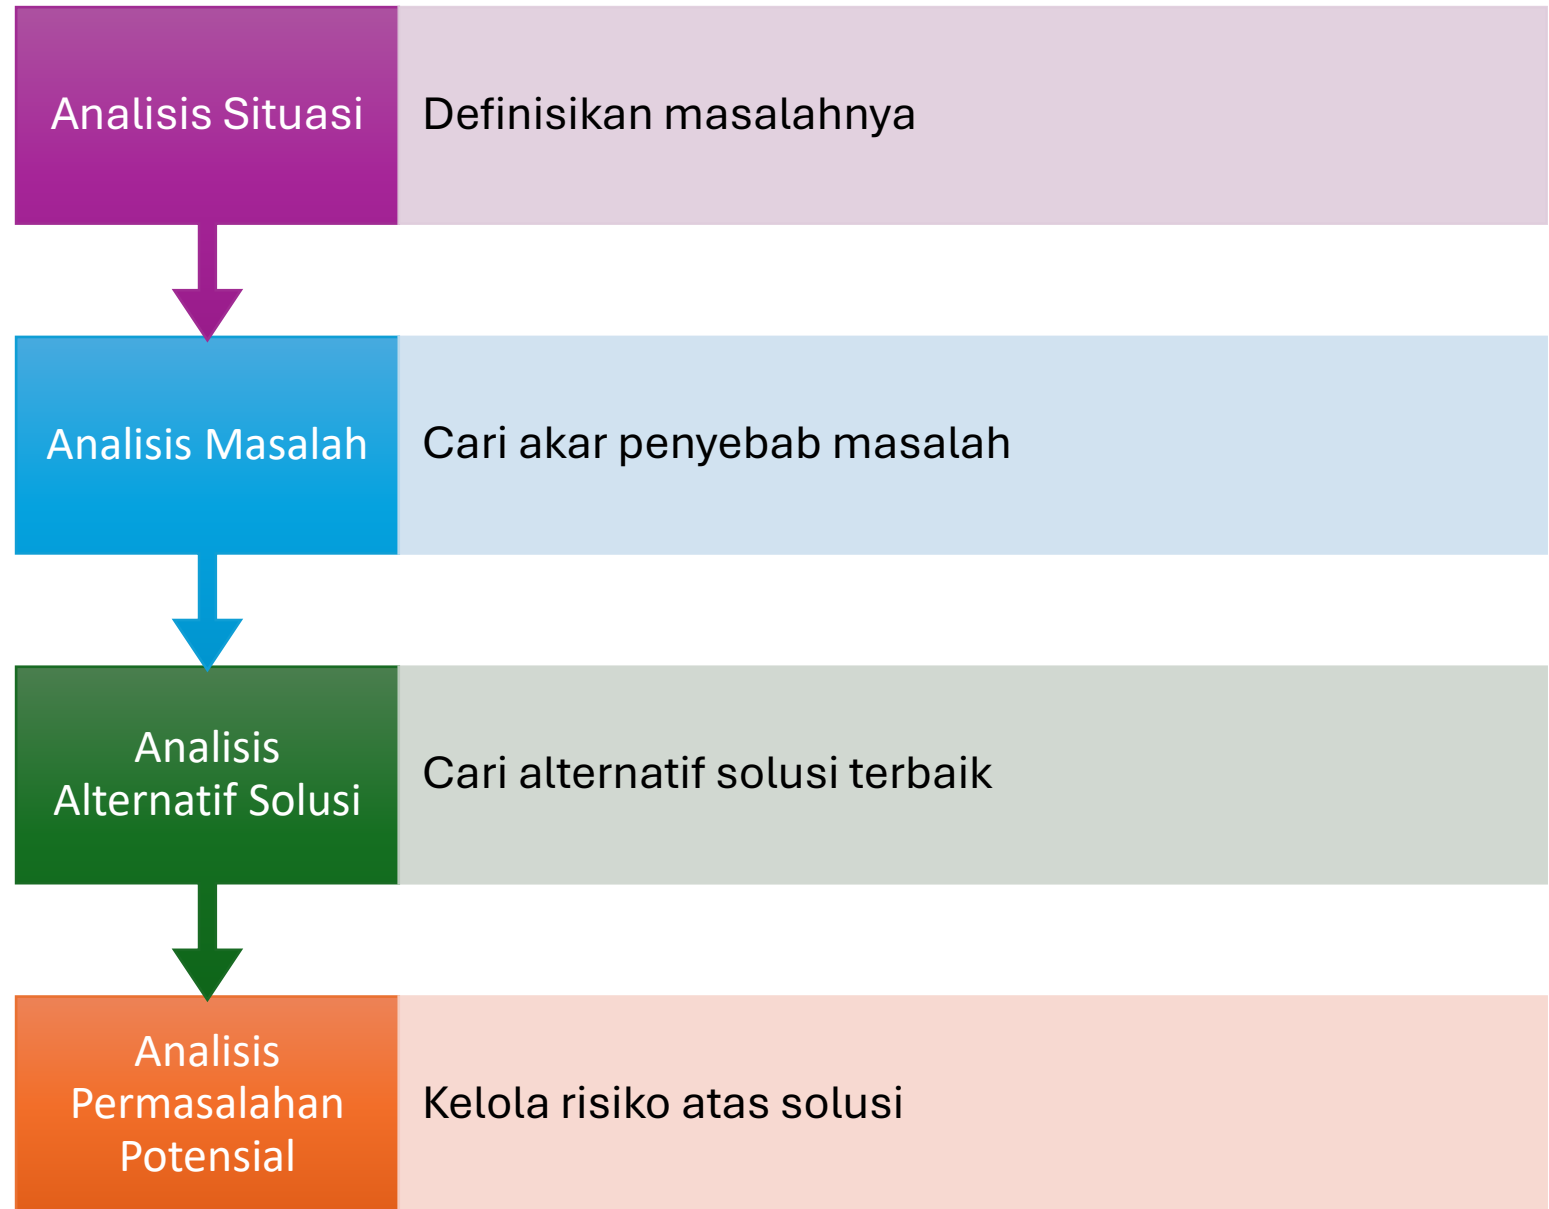 Analisis Situasi
Definisikan masalahnya
Analisis Masalah
Cari akar penyebab masalah
Analisis
Alternatif Solusi
Cari alternatif solusi terbaik
Analisis
Permasalahan
Potensial
Kelola risiko atas solusi